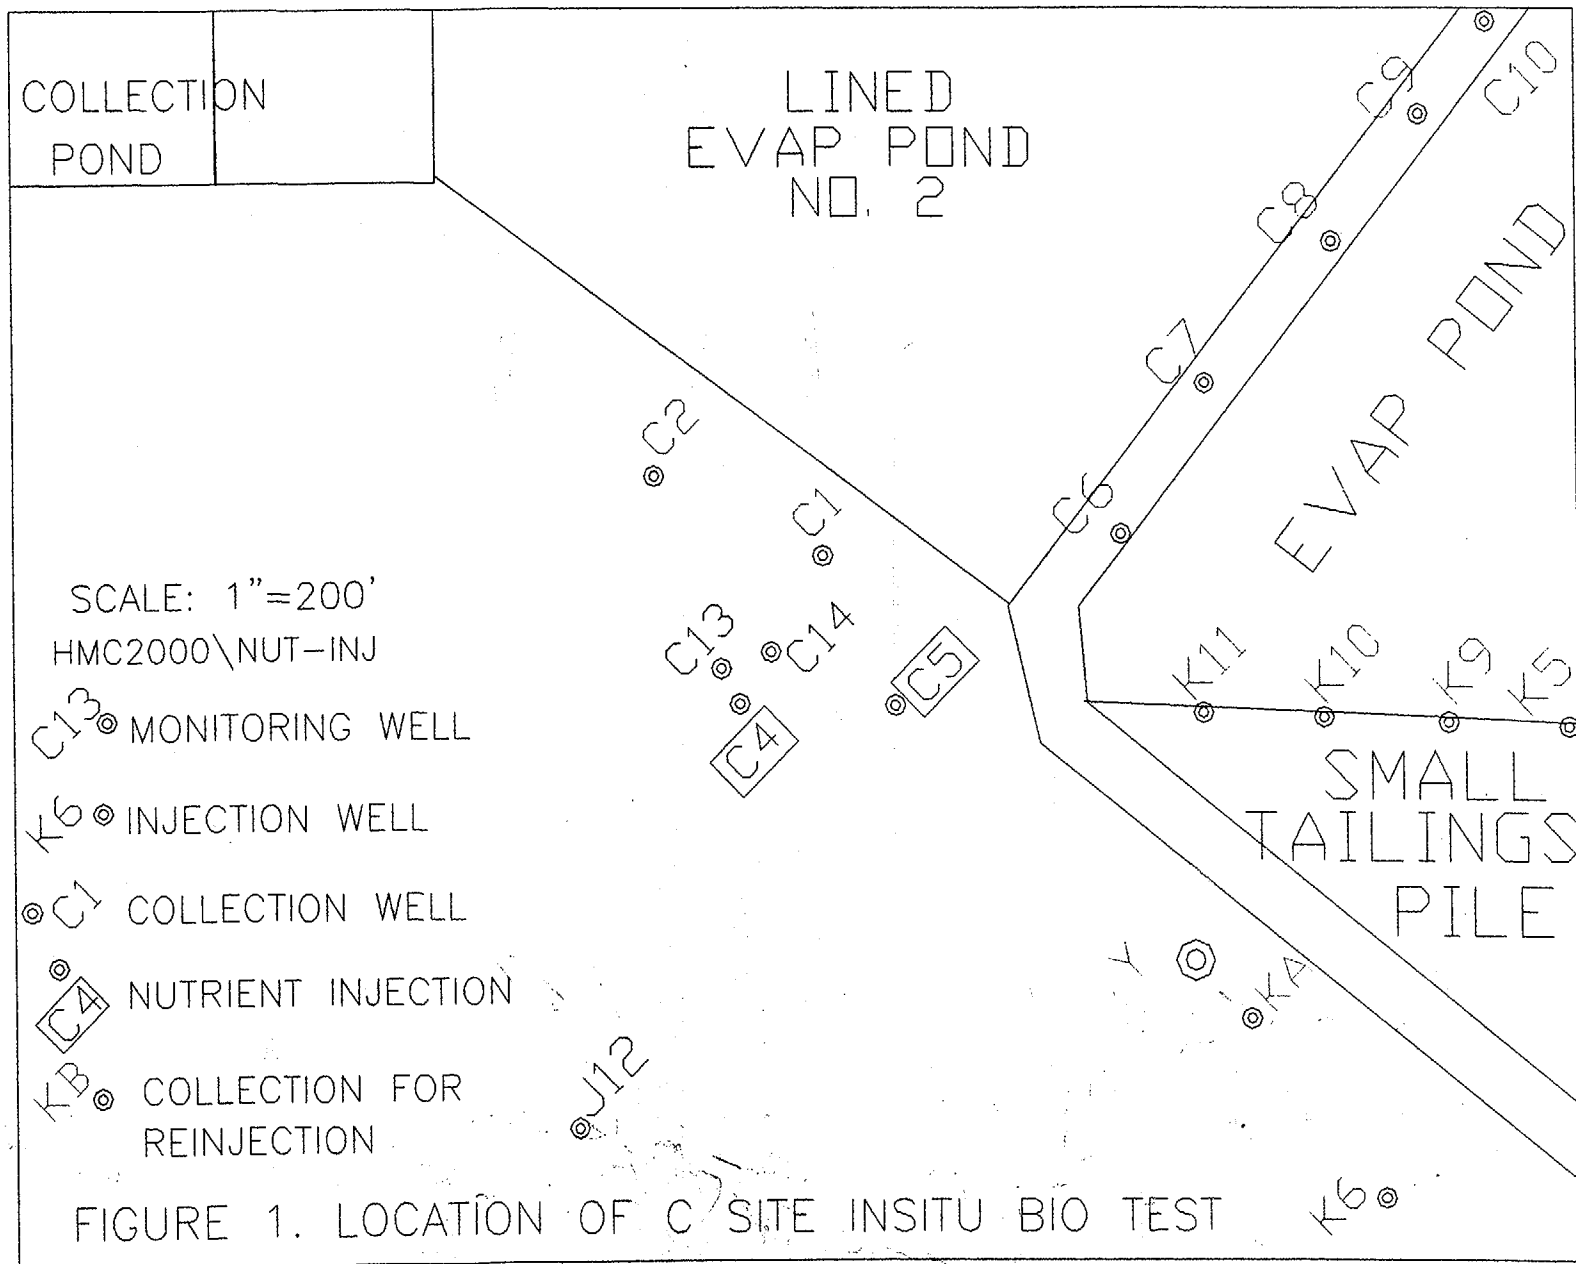 COLLECTION
POND
LINED
EVAP POND
NO. 2
C10
C9
C8
C7
C6
EVAP POND
C2
C1
C13
C14
C5
C4
K11
K10
K9
K5
SMALL
TAILINGS
PILE
SCALE: 1"=200'
HMC2000\NUT-INJ
C13 MONITORING WELL
K6 INJECTION WELL
C1 COLLECTION WELL
C4 NUTRIENT INJECTION
KB COLLECTION FOR
REINJECTION
Y
KA
J12
K6
FIGURE 1. LOCATION OF C SITE INSITU BIO TEST